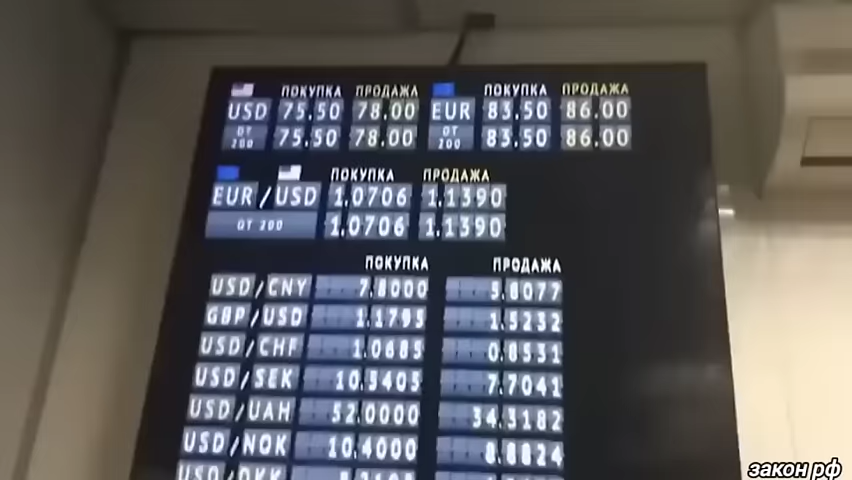 ПОКУПКА ПРОДАЖА ПОКУПКА ПРОДАЖА
USD 75.50 78.00 EUR 83.50 86.00
ОТ 200 75.50 78.00 ОТ 200 83.50 86.00
ПОКУПКА ПРОДАЖА
EUR/USD 1.0706 1.1390
ОТ 200 1.0706 1.1390
ПОКУПКА ПРОДАЖА
USD/CNY 7.8000 5.8077
GBP/USD 1.1795 1.5232
USD/CHF 1.0685 0.8531
USD/SEK 10.5405 7.7041
USD/UAH 52.0000 34.3182
USD/NOK 10.4000 8.8824
USD/DKK
закон рф